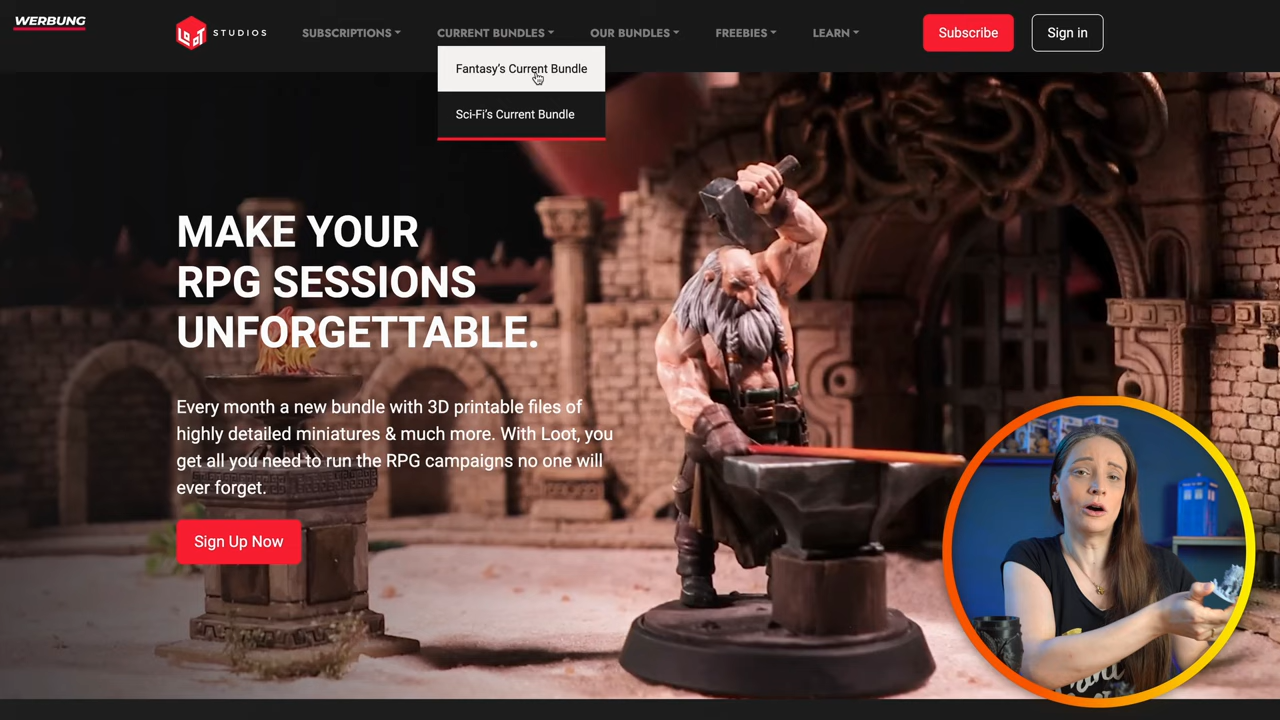 WERBUNG
LOOT STUDIOS
SUBSCRIPTIONS
CURRENT BUNDLES
OUR BUNDLES
FREEBIES
LEARN
Subscribe
Sign in
Fantasy's Current Bundle
Sci-Fi's Current Bundle
MAKE YOUR
RPG SESSIONS
UNFORGETTABLE.
Every month a new bundle with 3D printable files of
highly detailed miniatures & much more. With Loot, you
get all you need to run the RPG campaigns no one will
ever forget.
Sign Up Now